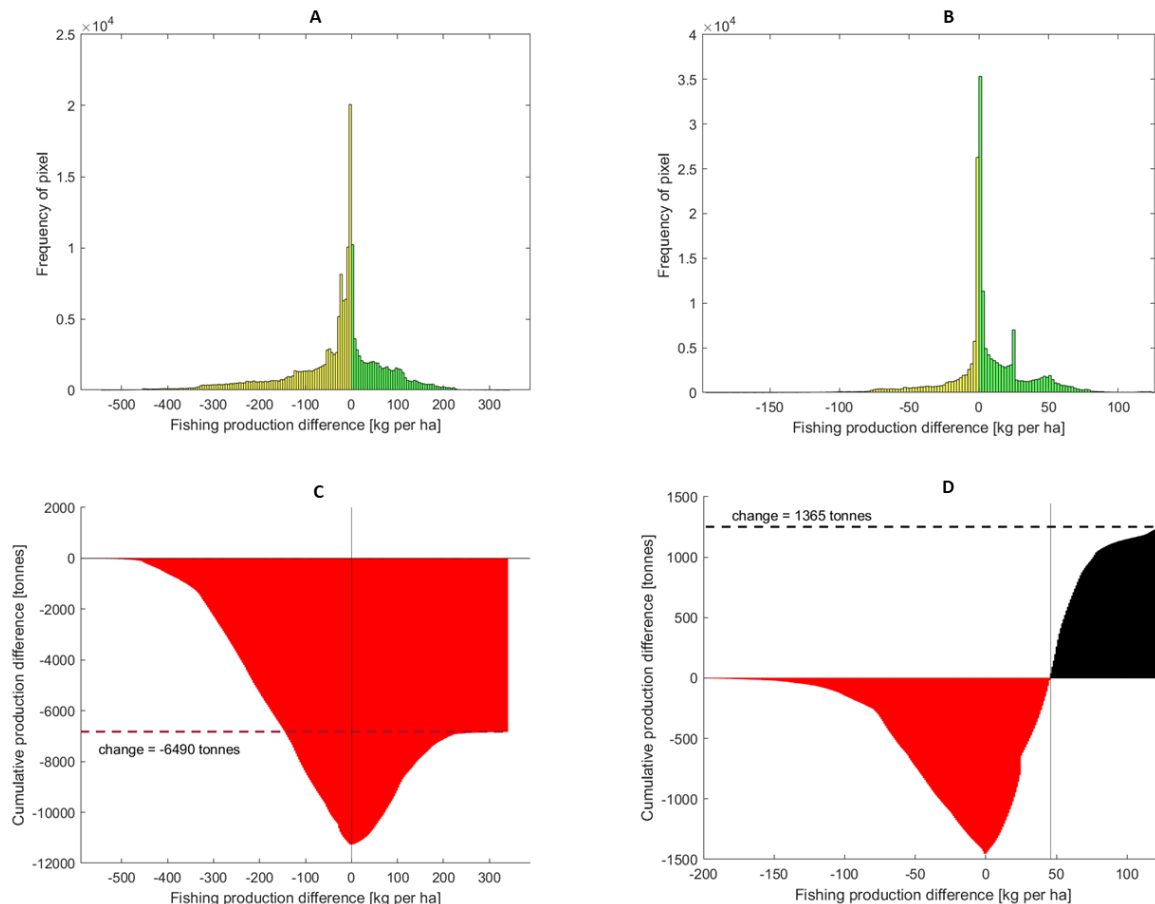 A
×10⁴
2.5
2
1.5
1
0.5
0
Frequency of pixel
-500 -400 -300 -200 -100 0 100 200 300
Fishing production difference [kg per ha]
B
×10⁴
4
3.5
3
2.5
2
1.5
1
0.5
0
Frequency of pixel
-150 -100 -50 0 50 100
Fishing production difference [kg per ha]
C
2000
0
-2000
-4000
-6000
-8000
-10000
-12000
Cumulative production difference [tonnes]
change = -6490 tonnes
-500 -400 -300 -200 -100 0 100 200 300
Fishing production difference [kg per ha]
D
1500
1000
500
0
-500
-1000
-1500
Cumulative production difference [tonnes]
change = 1365 tonnes
-200 -150 -100 -50 0 50 100
Fishing production difference [kg per ha]